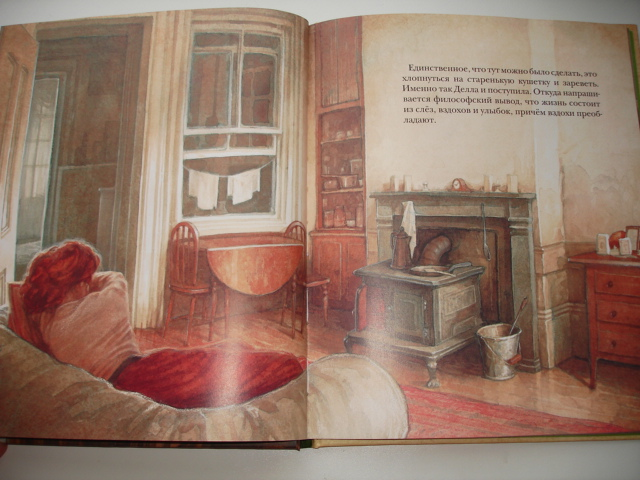 Единственное, что тут можно было сделать, это
хлопнуться на старенькую кушетку и зареветь.
Именно так Делла и поступила. Откуда напраши-
вается философский вывод, что жизнь состоит
из слёз, вздохов и улыбок, причём вздохи преоб-
ладают.